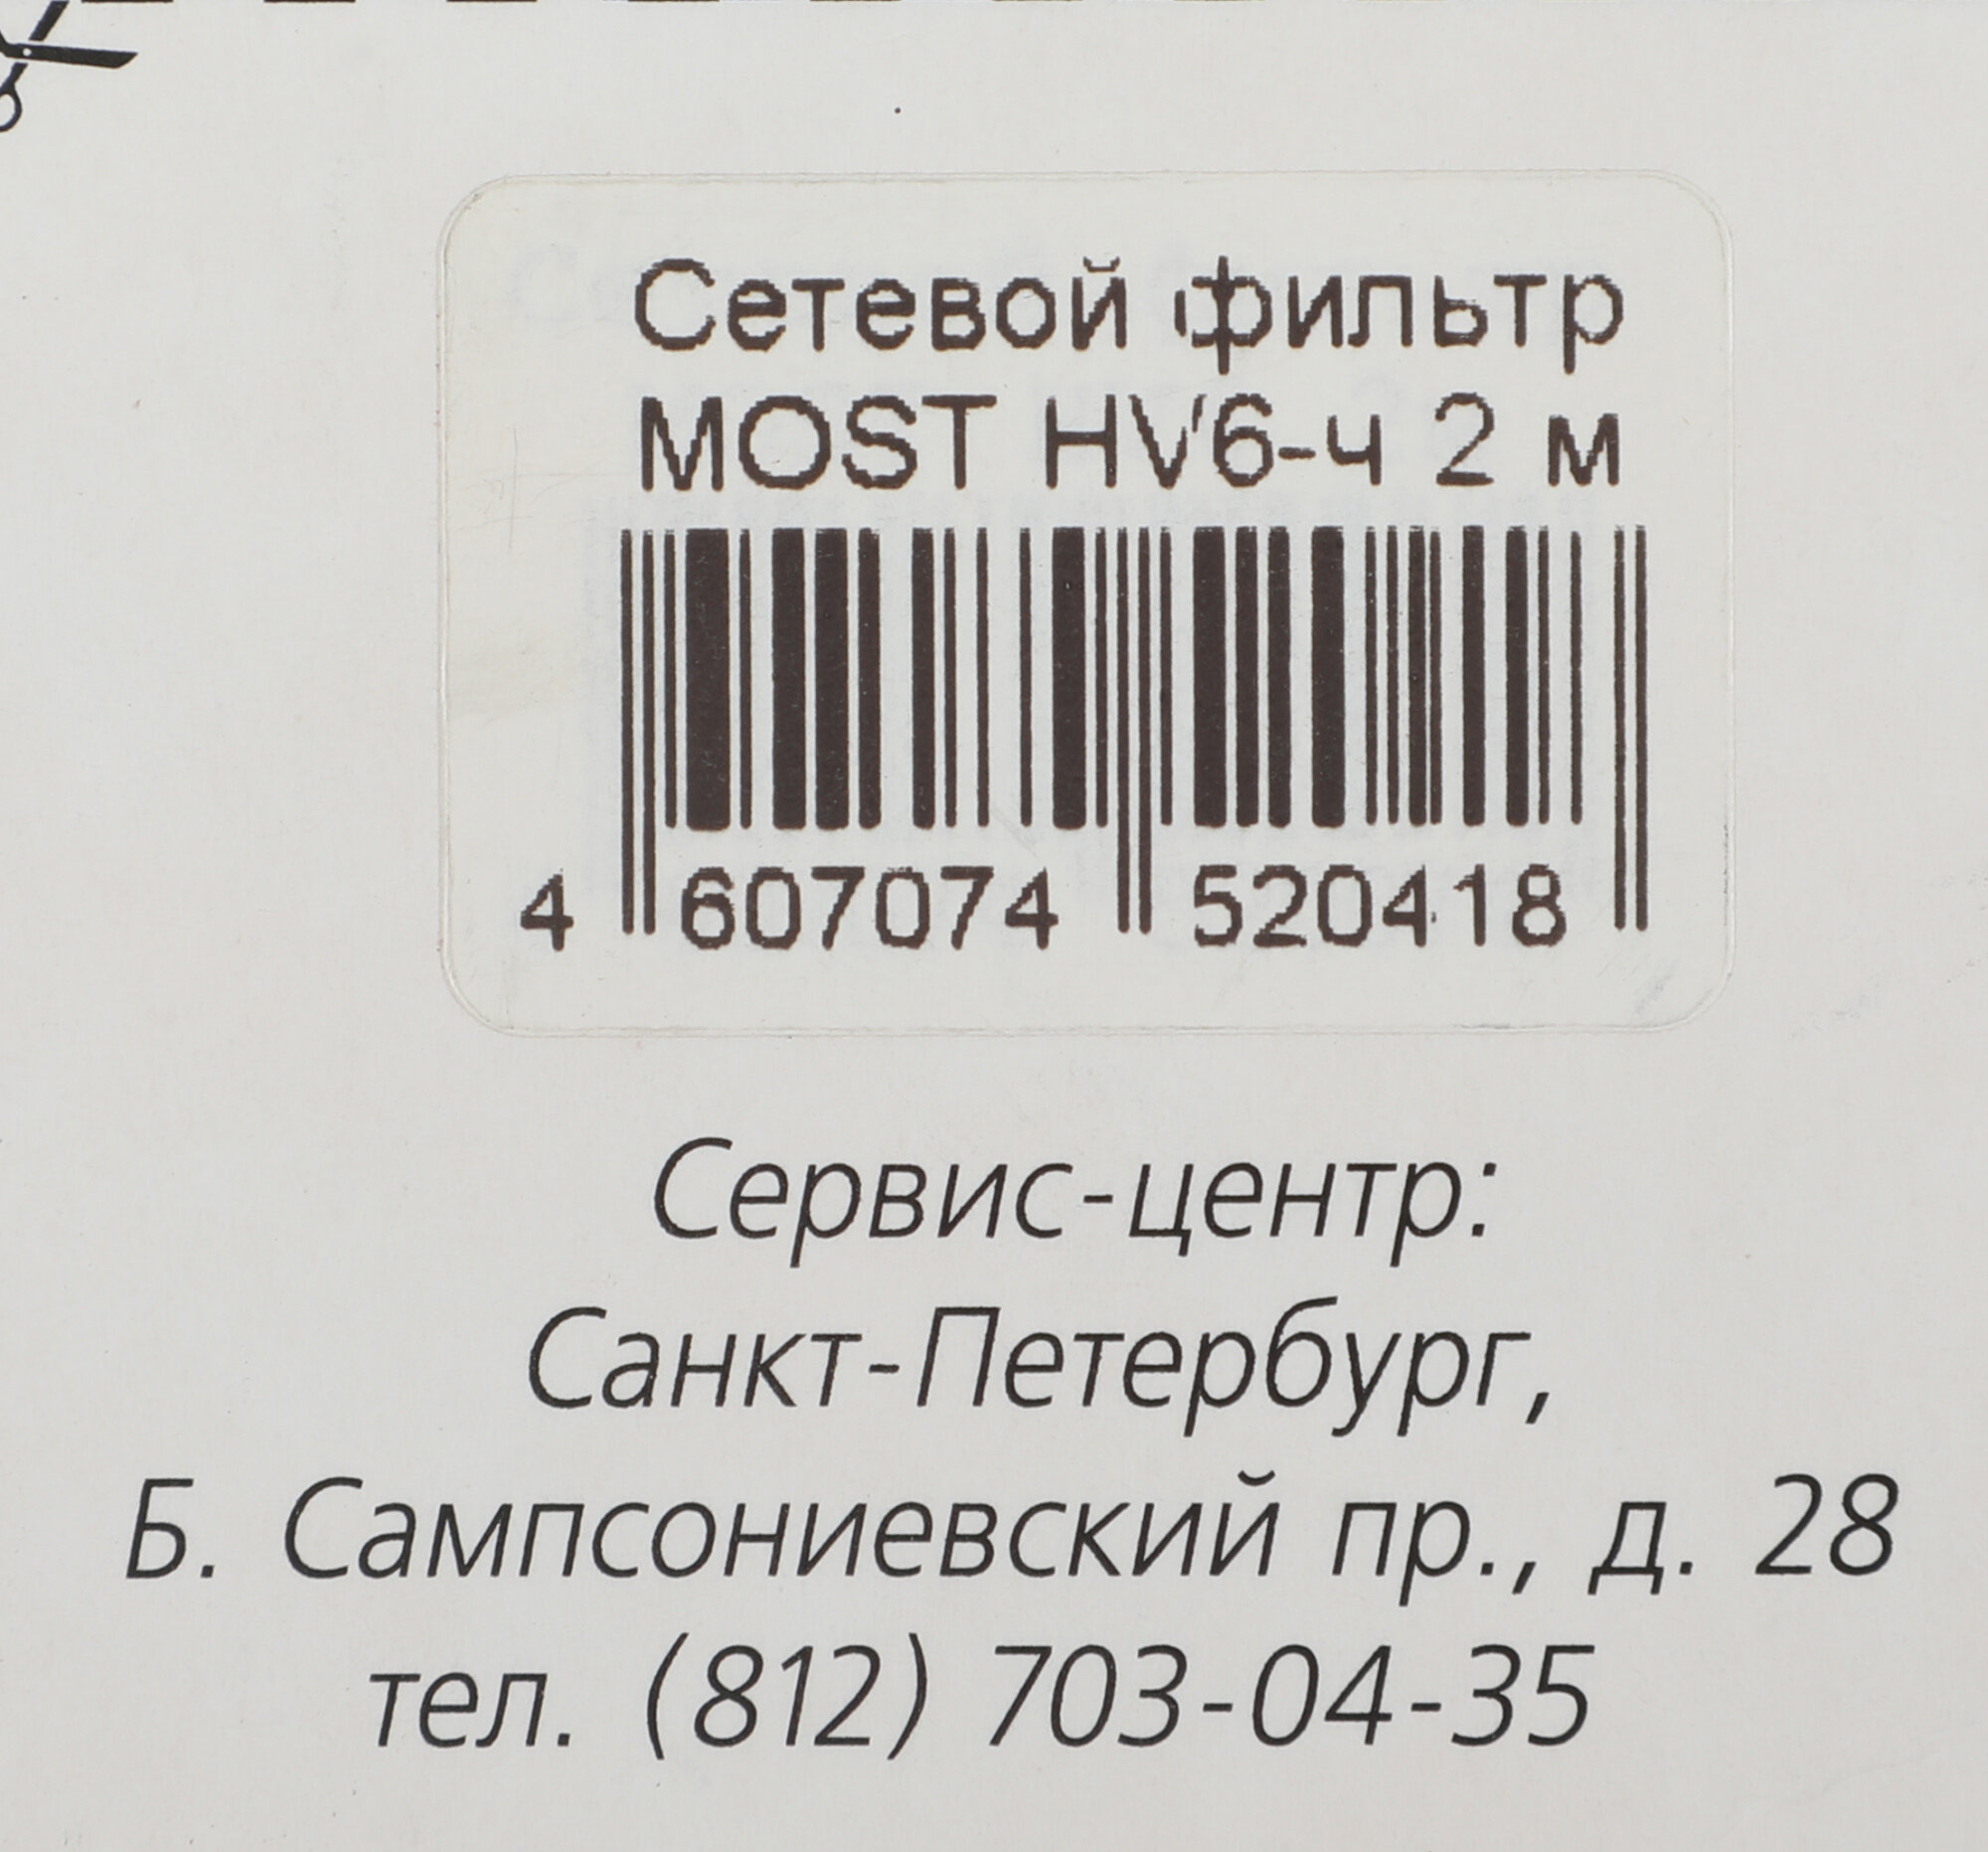 Сетевой фильтр
MOST HV6-ч 2 м
4 607074 520418
Сервис-центр:
Санкт-Петербург,
Б. Сампсониевский пр., д. 28
тел. (812) 703-04-35